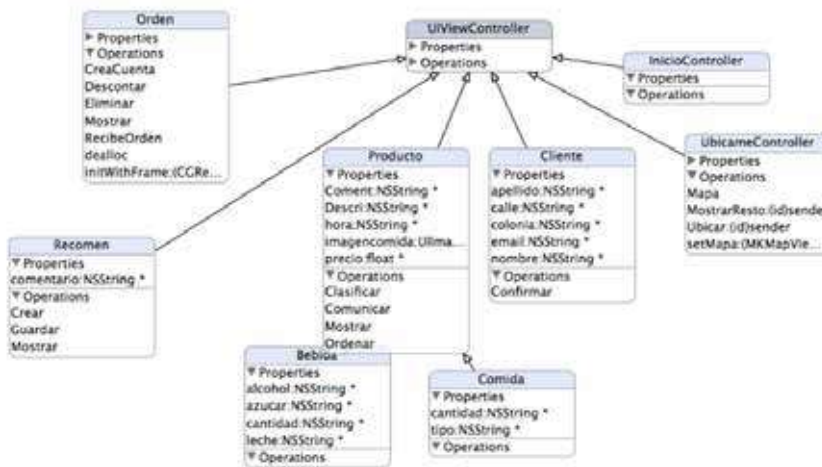 Orden
Properties
Operations
CreaCuenta
Descontar
Eliminar
Mostrar
RecibeOrden
dealloc
initWithFrame:(CGRe...
UIViewController
Properties
Operations
InicioController
Properties
Operations
UbicameController
Properties
Operations
Mapa
MostrarResto:(id)sender
Ubicar:(id)sender
setMapa:(MKMapVie...
Producto
Properties
Coment:NSString *
Descri:NSString *
hora:NSString *
imagencomida:UIIma...
precio:float *
Operations
Clasificar
Comunicar
Mostrar
Ordenar
Cliente
Properties
apellido:NSString *
calle:NSString *
colonia:NSString *
email:NSString *
nombre:NSString *
Operations
Confirmar
Recomen
Properties
comentario:NSString *
Operations
Crear
Guardar
Mostrar
Bebida
Properties
alcohol:NSString *
azucar:NSString *
cantidad:NSString *
leche:NSString *
Operations
Comida
Properties
cantidad:NSString *
tipo:NSString *
Operations